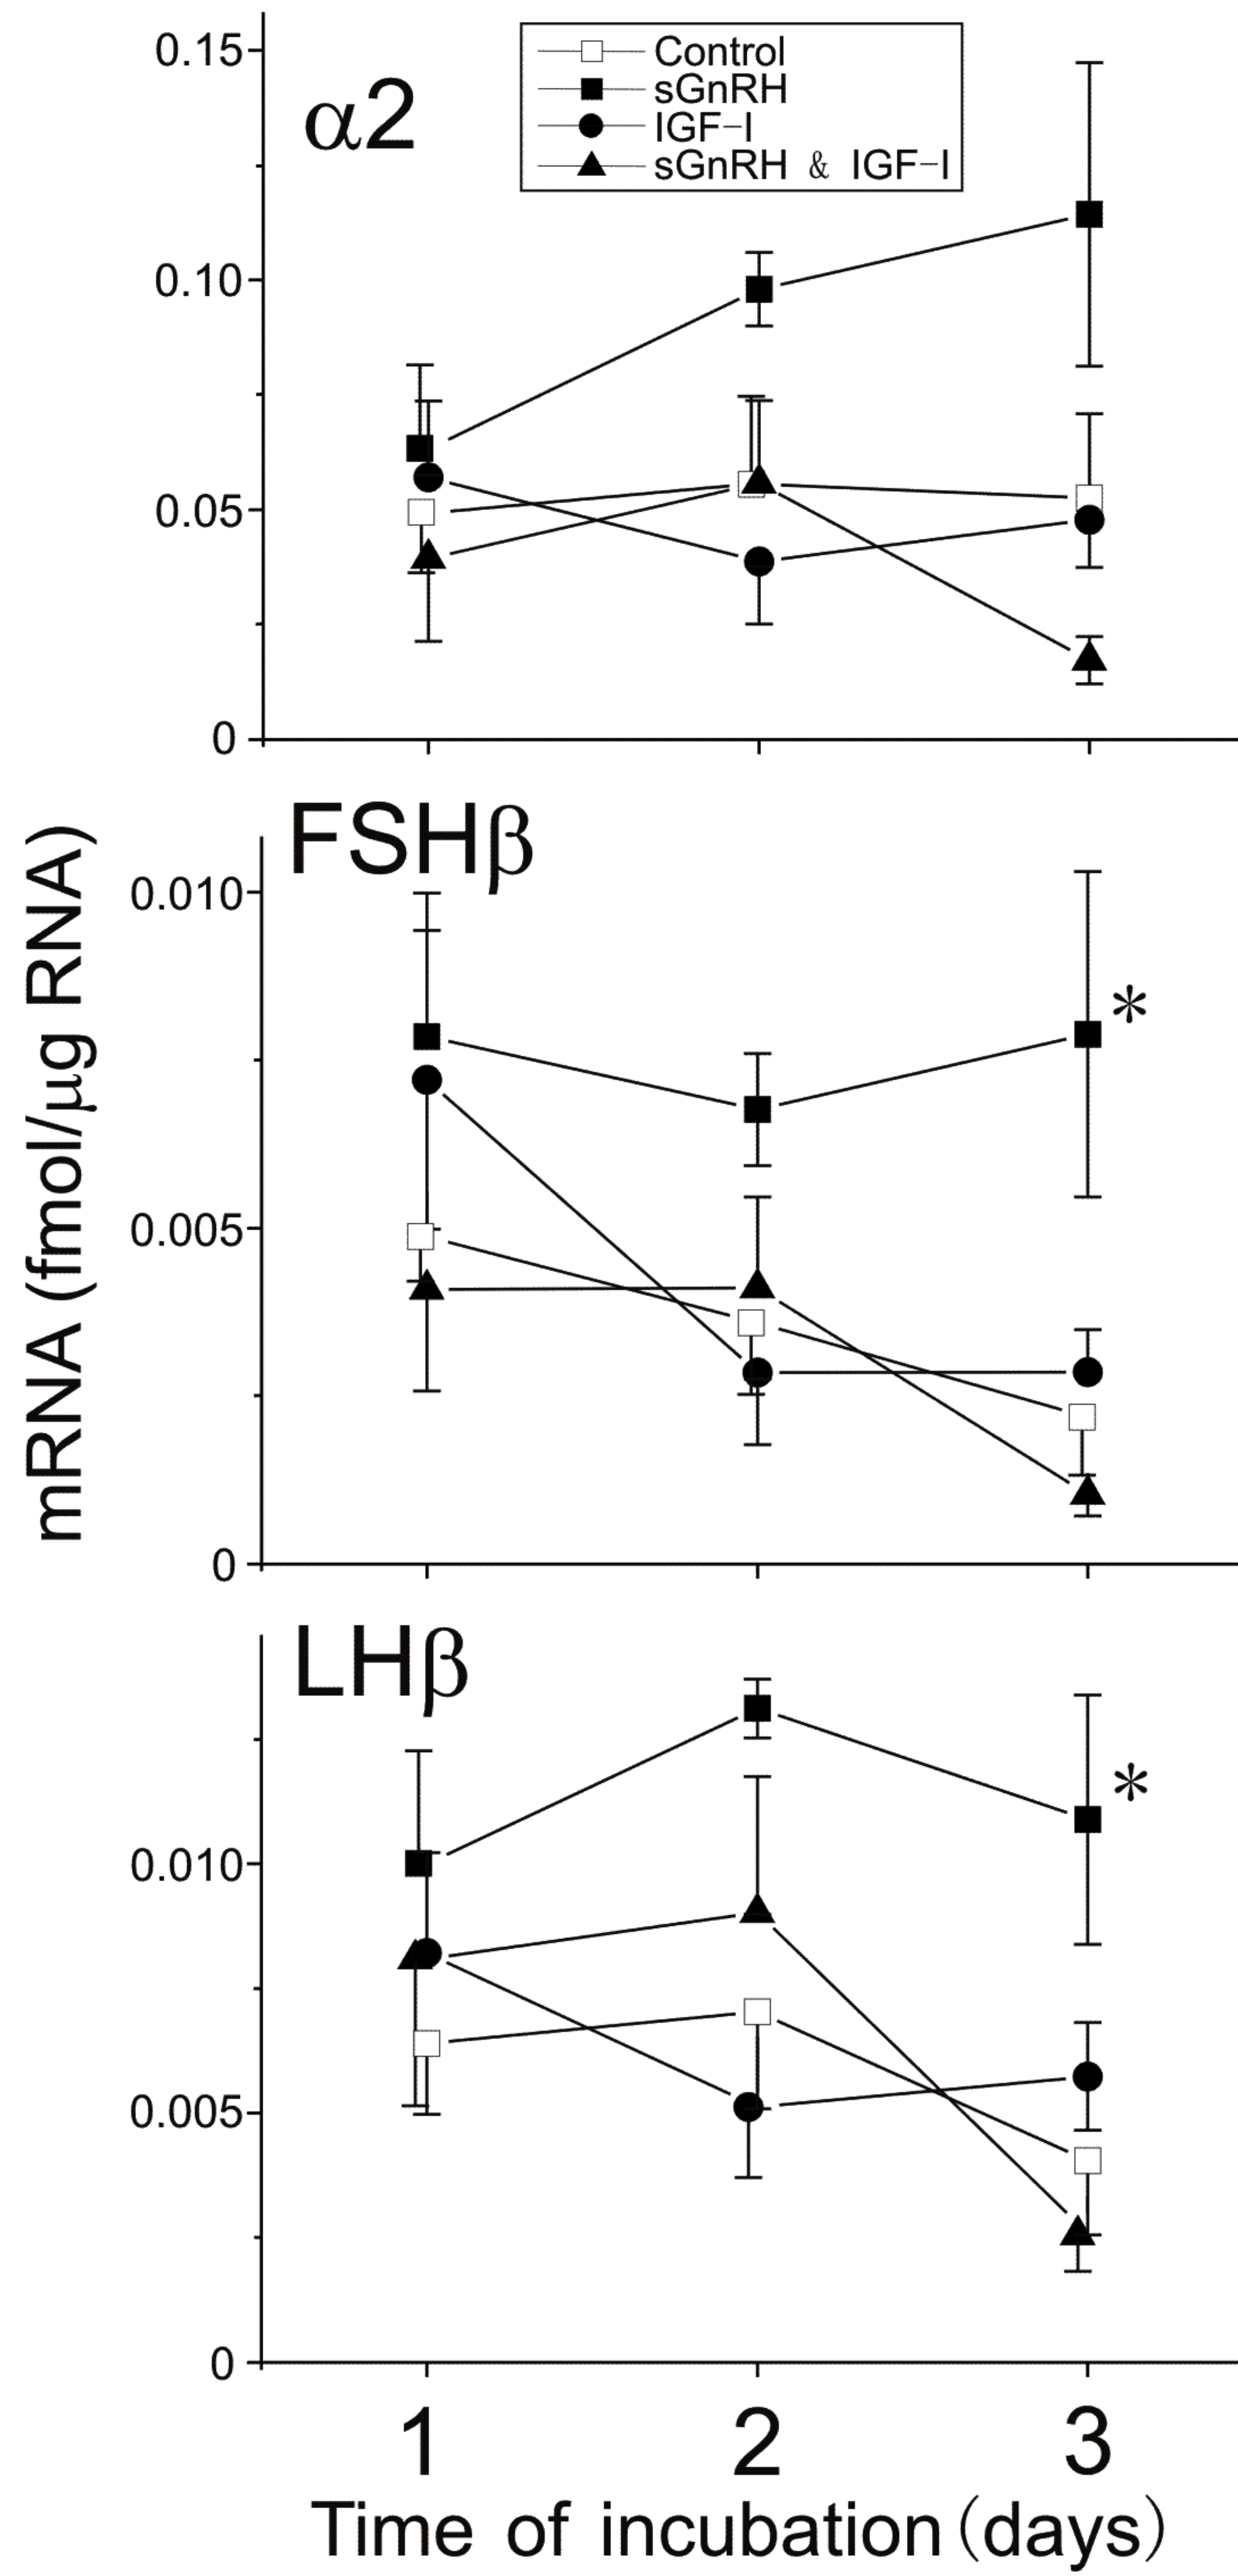 0.15
α2
Control
sGnRH
IGF-I
sGnRH & IGF-I
0.10
0.05
0
mRNA (fmol/μg RNA)
FSHβ
0.010
*
0.005
0
LHβ
*
0.010
0.005
0
1 2 3
Time of incubation (days)